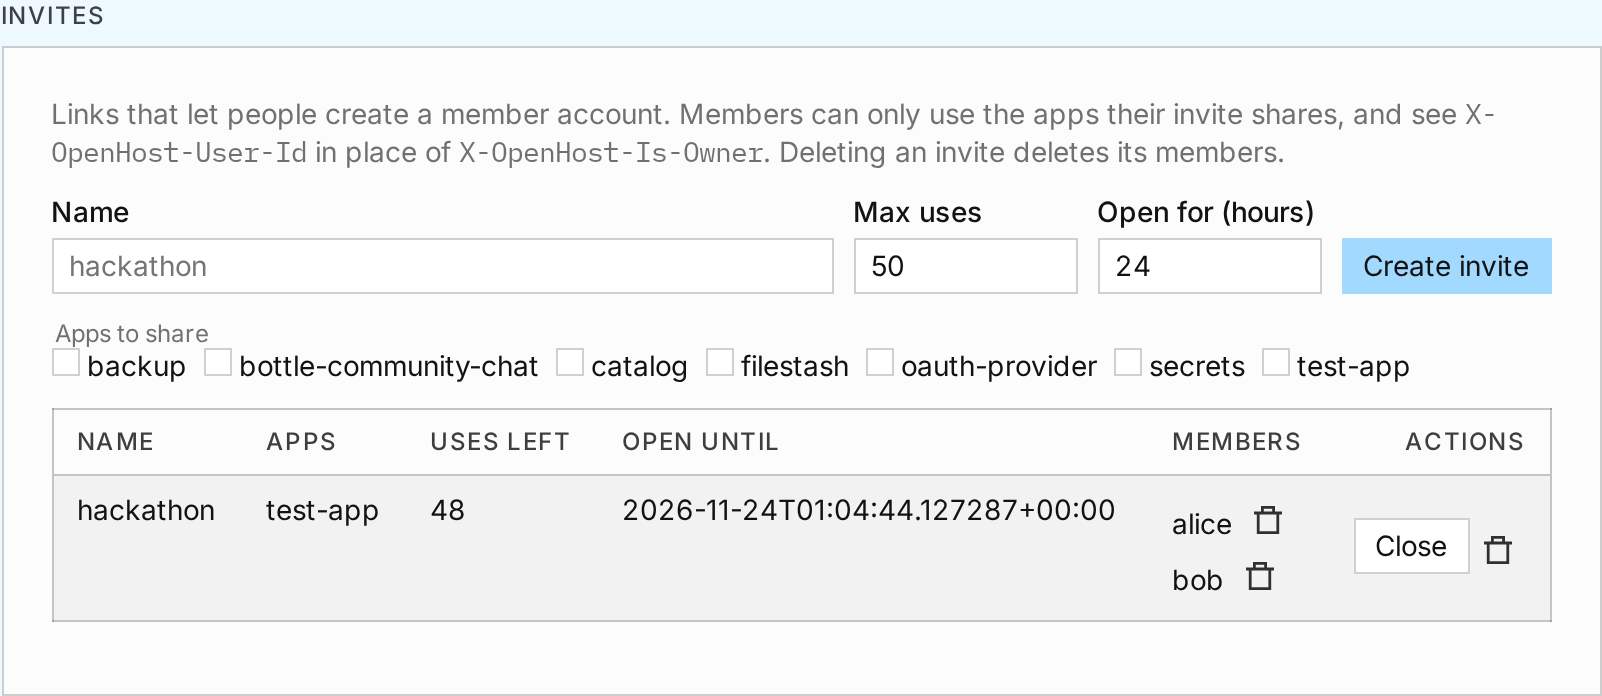 INVITES
Links that let people create a member account. Members can only use the apps their invite shares, and see X-
OpenHost-User-Id in place of X-OpenHost-Is-Owner. Deleting an invite deletes its members.
Name Max uses Open for (hours)
hackathon 50 24 Create invite
Apps to share
backup bottle-community-chat catalog filestash oauth-provider secrets test-app
NAME APPS USES LEFT OPEN UNTIL MEMBERS ACTIONS
hackathon test-app 48 2026-11-24T01:04:44.127287+00:00
alice
Close
bob